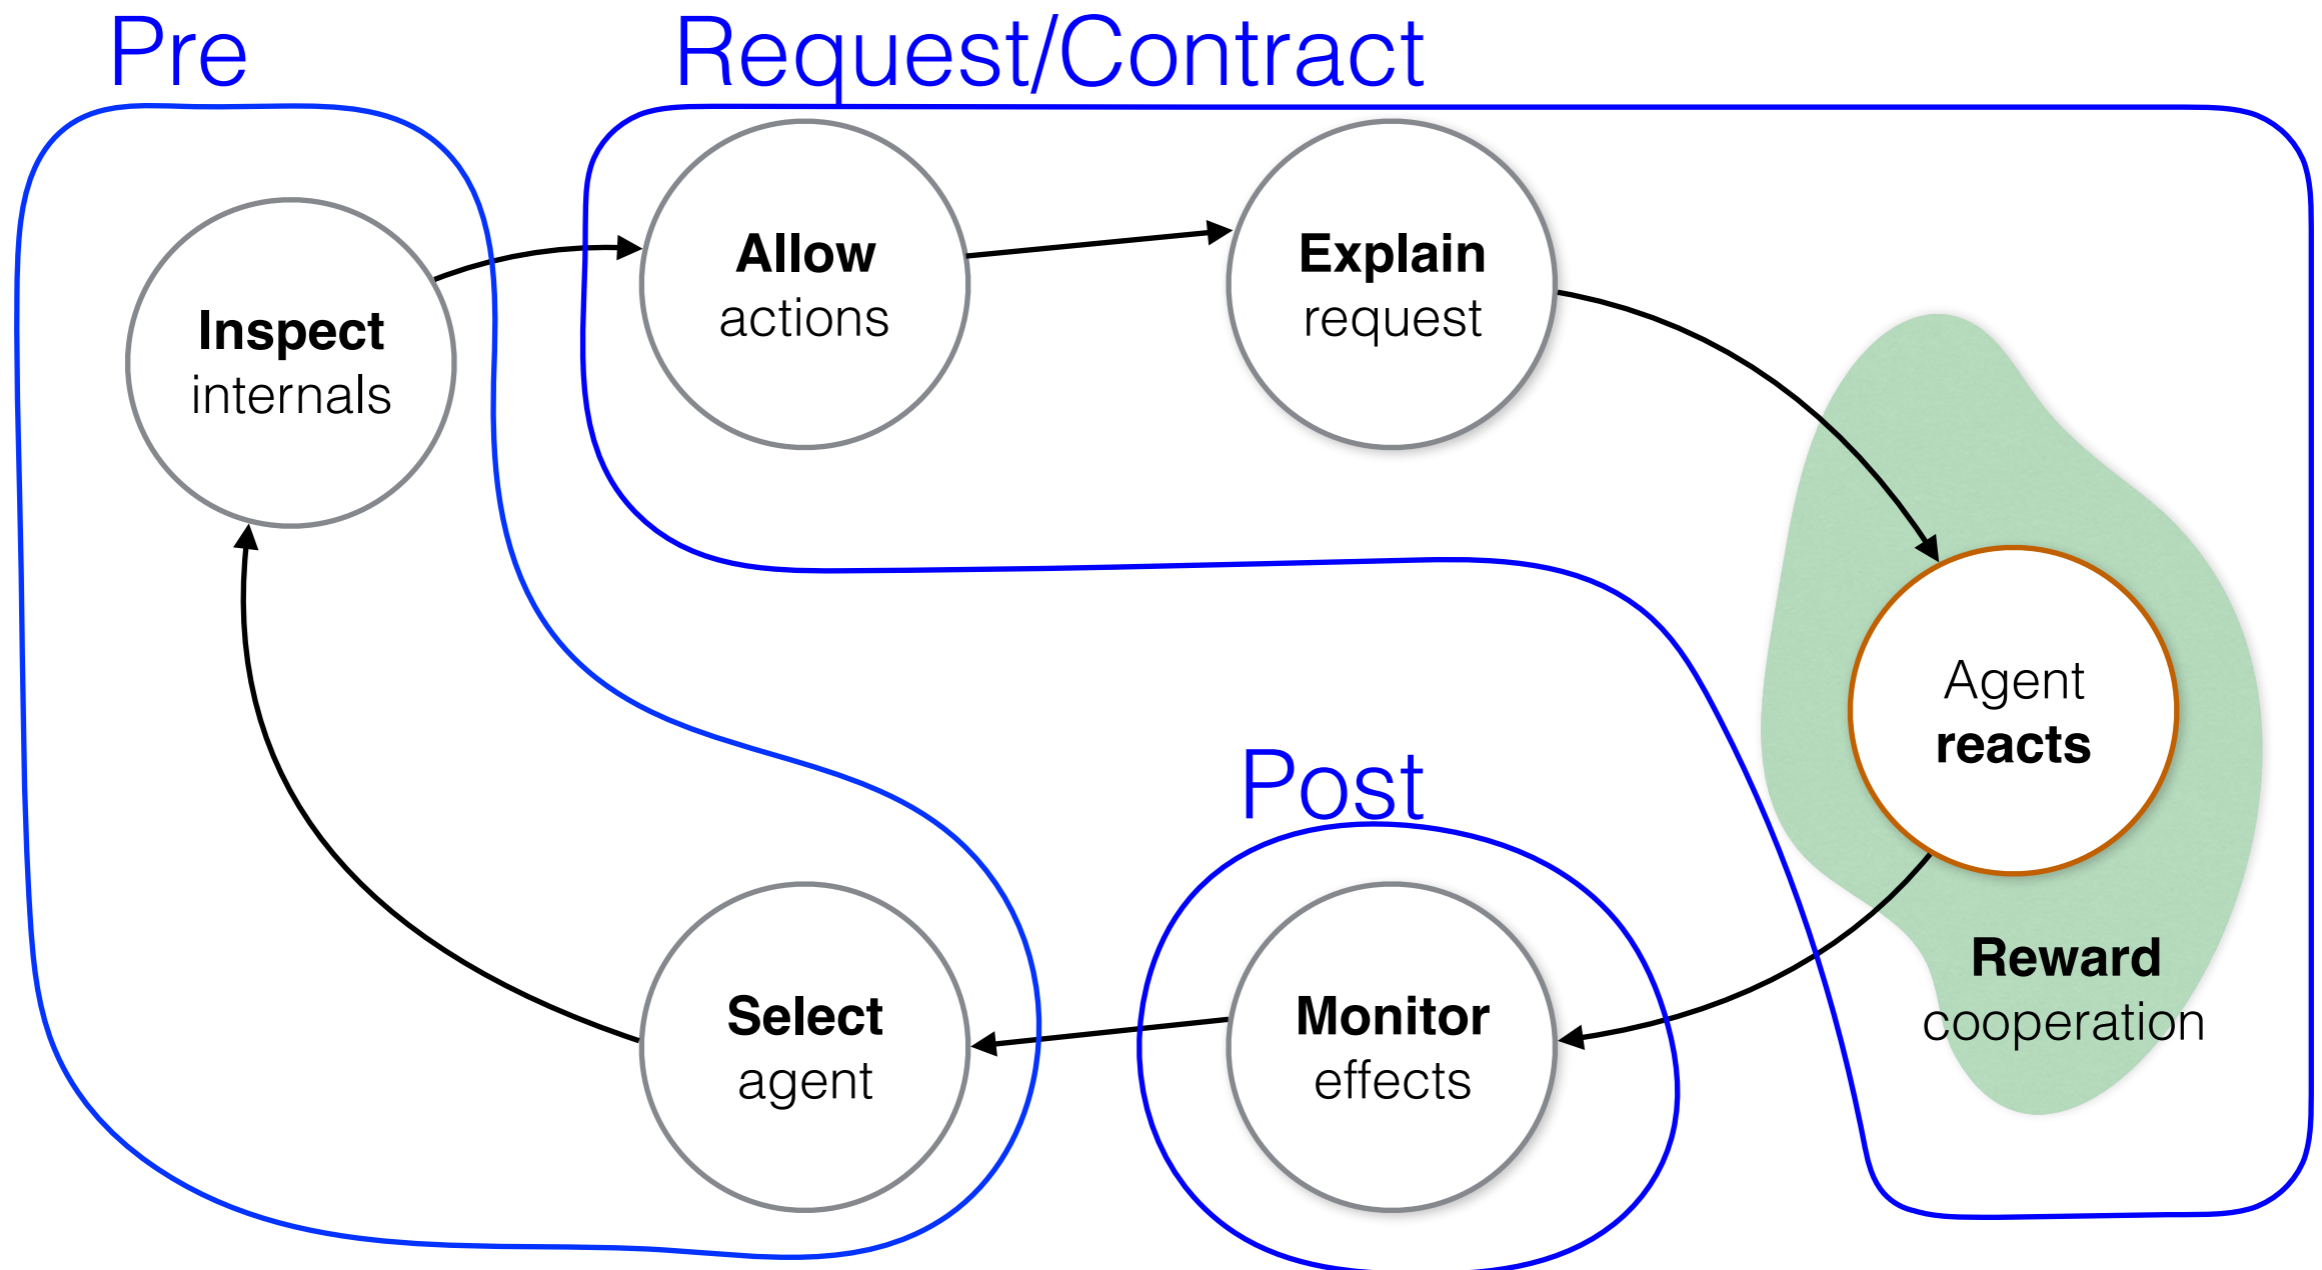 Pre
Request/Contract
Inspect
internals
Allow
actions
Explain
request
Agent
reacts
Reward
cooperation
Post
Monitor
effects
Select
agent